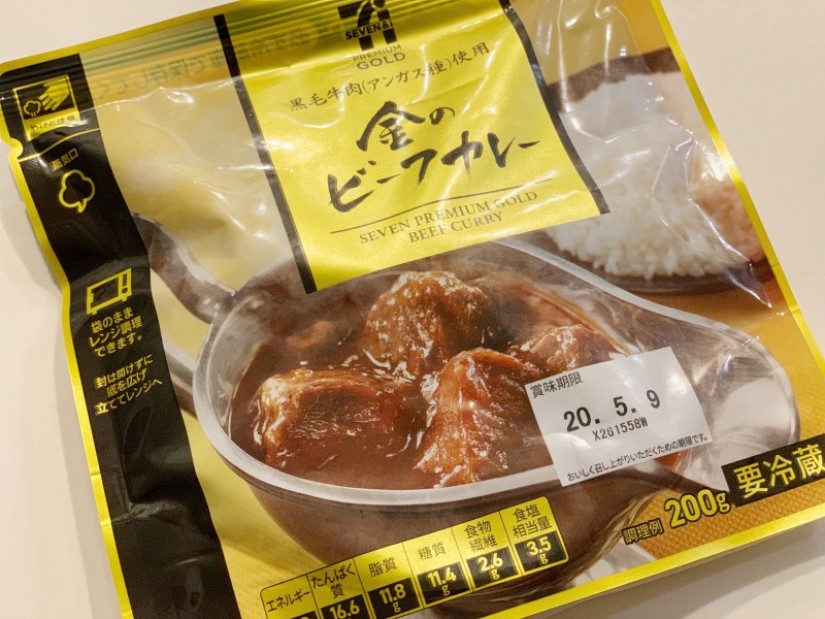 7
SEVEN&i
PREMIUM
GOLD
黒毛牛肉(アンガス種)使用
金の
ビーフカレー
SEVEN PREMIUM GOLD
BEEF CURRY
蒸気口
袋のまま
レンジ調理
できます。
封は開けずに
底を広げ
立ててレンジへ
賞味期限
20. 5. 9
X261558W
おいしく召し上がりいただくための期限です。
調理例 200g 要冷蔵
エネルギー たんぱく質 脂質 糖質 食物繊維 食塩相当量
16.6 11.8g 11.4g 2.6g 3.5g